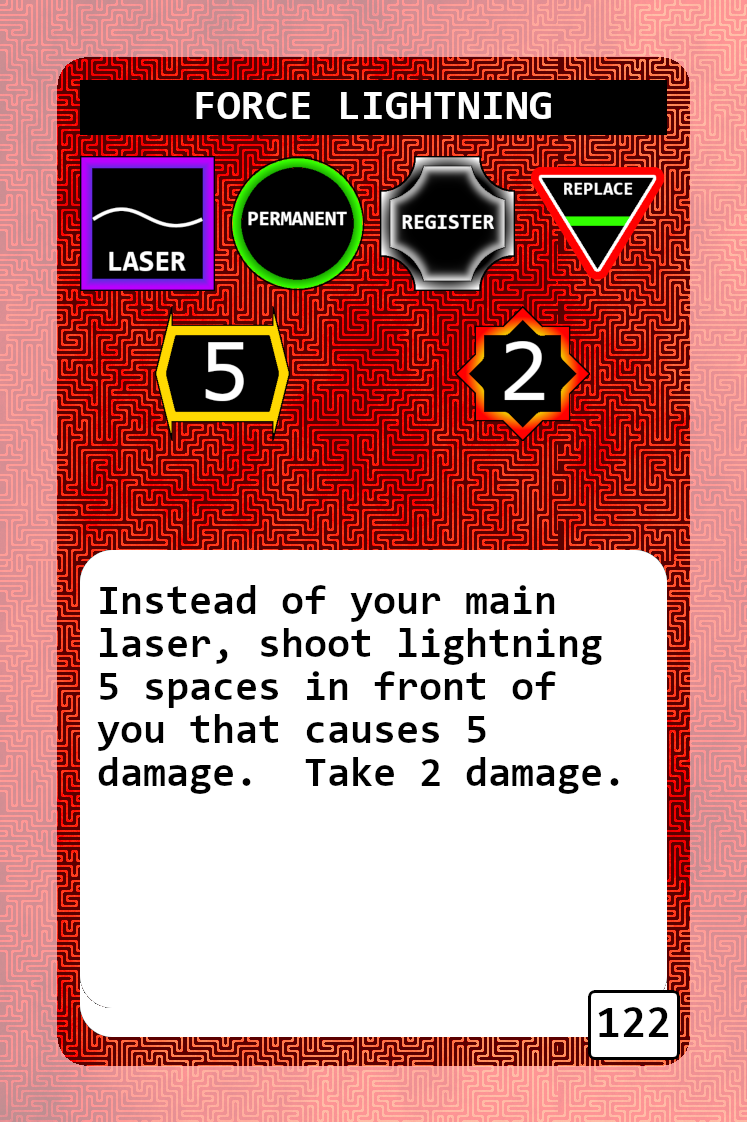 FORCE LIGHTNING
LASER
PERMANENT
REGISTER
REPLACE
5
2
Instead of your main
laser, shoot lightning
5 spaces in front of
you that causes 5
damage.  Take 2 damage.
122